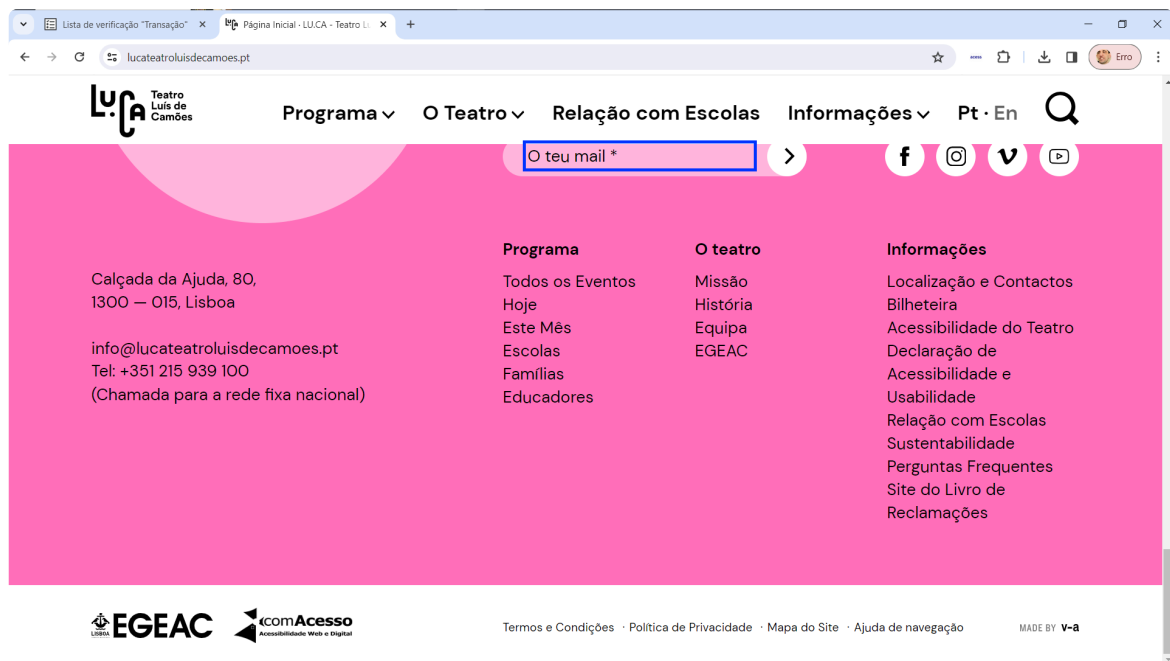 Lista de verificação "Transação"
Página Inicial · LU.CA - Teatro Lu
lucateatroluisdecamoes.pt
Erro
LU.CA
Teatro
Luís de
Camões
Programa
O Teatro
Relação com Escolas
Informações
Pt · En
O teu mail *
Calçada da Ajuda, 80,
1300 — 015, Lisboa
info@lucateatroluisdecamoes.pt
Tel: +351 215 939 100
(Chamada para a rede fixa nacional)
Programa
Todos os Eventos
Hoje
Este Mês
Escolas
Famílias
Educadores
O teatro
Missão
História
Equipa
EGEAC
Informações
Localização e Contactos
Bilheteira
Acessibilidade do Teatro
Declaração de
Acessibilidade e
Usabilidade
Relação com Escolas
Sustentabilidade
Perguntas Frequentes
Site do Livro de
Reclamações
LISBOA
EGEAC
comAcesso
Acessibilidade Web e Digital
Termos e Condições · Política de Privacidade · Mapa do Site · Ajuda de navegação
MADE BY v-a